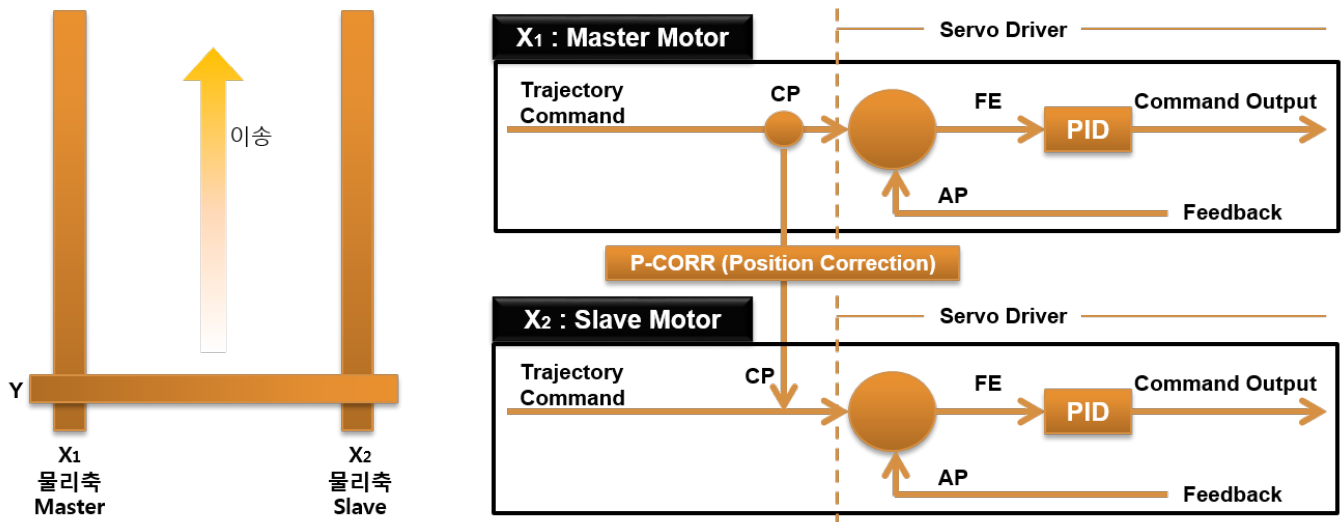 이송
Y
X1
물리축
Master
X2
물리축
Slave
X1 : Master Motor
Servo Driver
Trajectory
Command
CP
FE
PID
Command Output
AP
Feedback
P-CORR (Position Correction)
X2 : Slave Motor
Servo Driver
Trajectory
Command
CP
FE
PID
Command Output
AP
Feedback